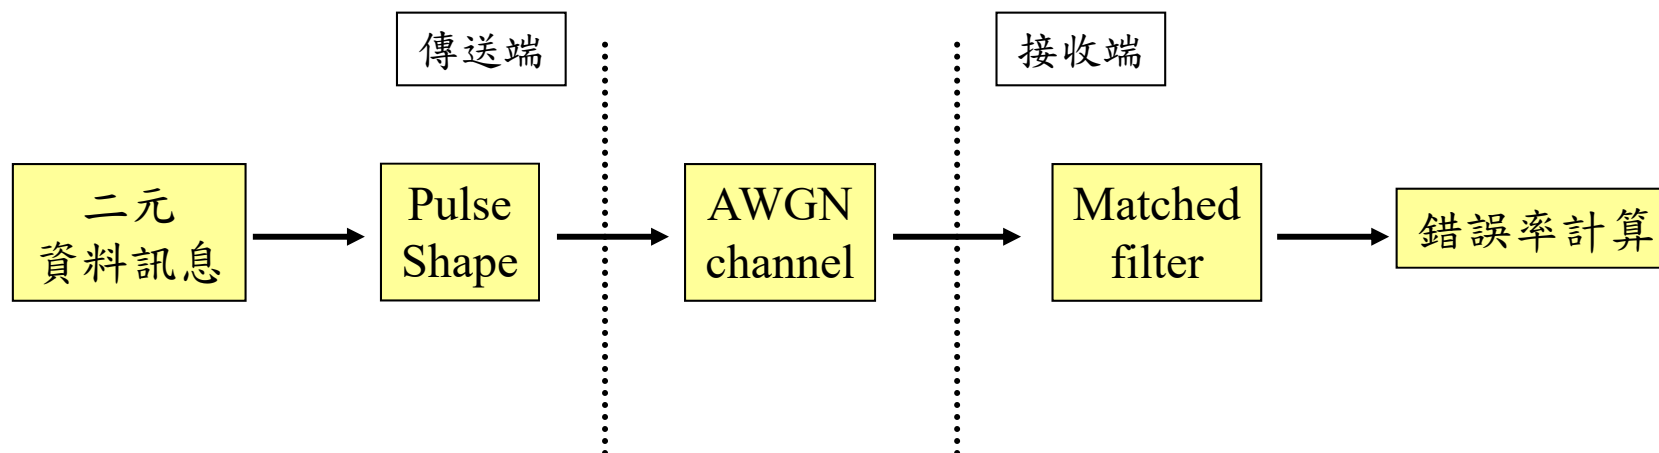 傳送端
接收端
二元
資料訊息
Pulse
Shape
AWGN
channel
Matched
filter
錯誤率計算